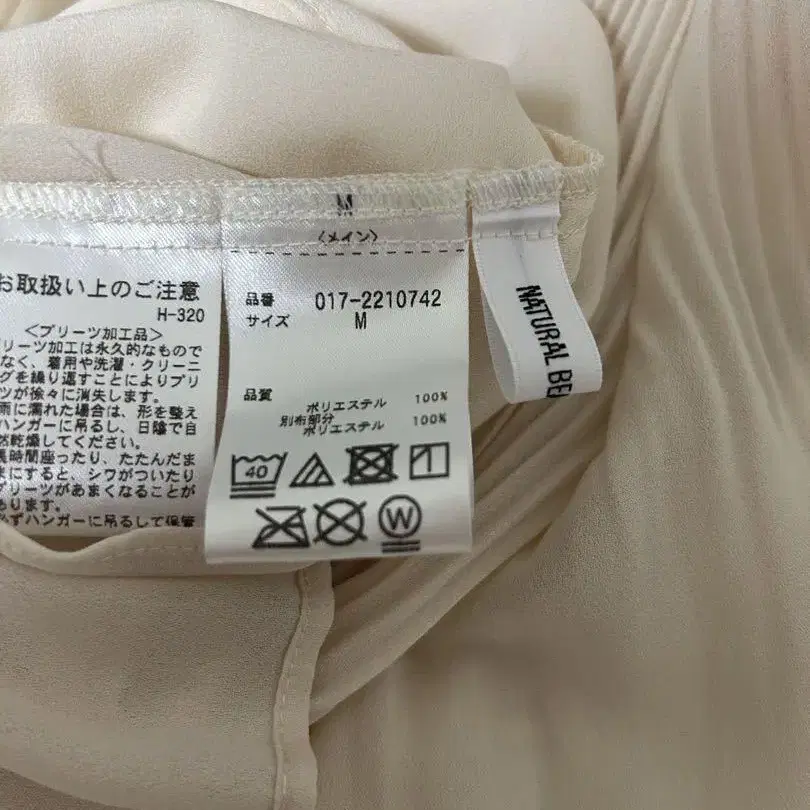 お取扱い上のご注意
H-320
<プリーツ加工品>
リーツ加工は永久的なもので
なく、着用や洗濯・クリーニ
グを繰り返すことによりプリ
ツが徐々に消失します。
雨に濡れた場合は、形を整え
ハンガーに吊るし、日陰で自
然乾燥してください。
長時間座ったり、たたんだま
まにすると、シワがついたり
プリーツがあまくなることが
あります。
必ずハンガーに吊るして保管
M
<メイン>
品番 017-2210742
サイズ M
品質
ポリエステル 100%
別布部分
ポリエステル 100%
40
W
NATURAL BE